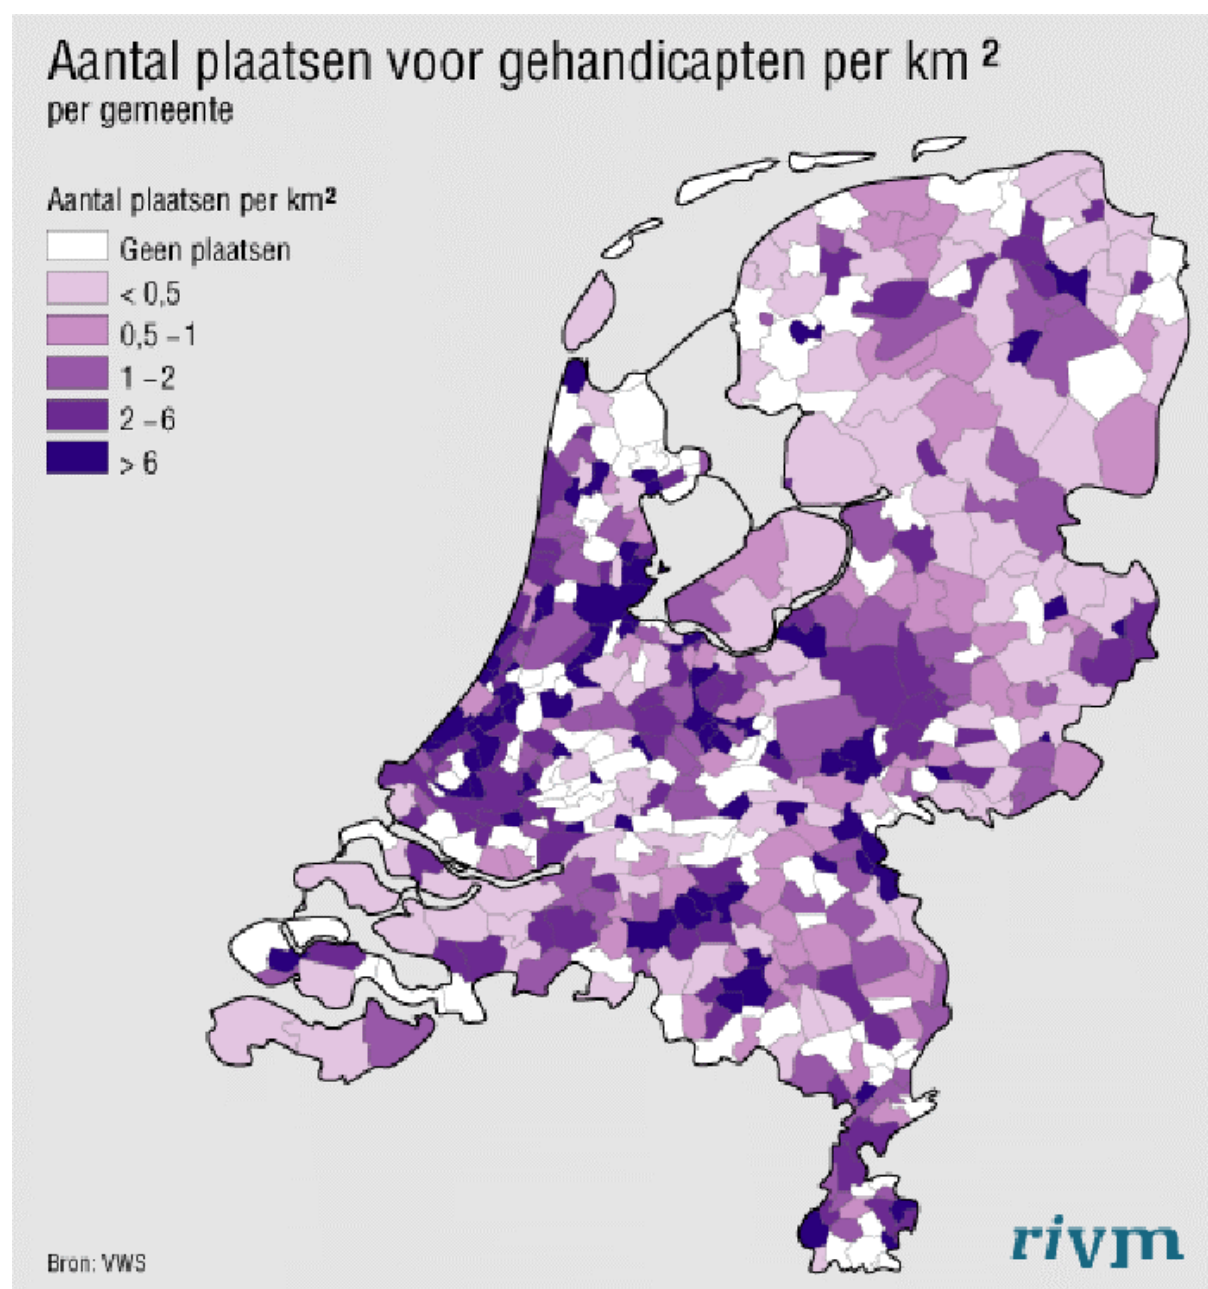 Aantal plaatsen voor gehandicapten per km²
per gemeente
Aantal plaatsen per km²
Geen plaatsen
< 0,5
0,5 – 1
1 – 2
2 – 6
> 6
Bron: VWS
rivm